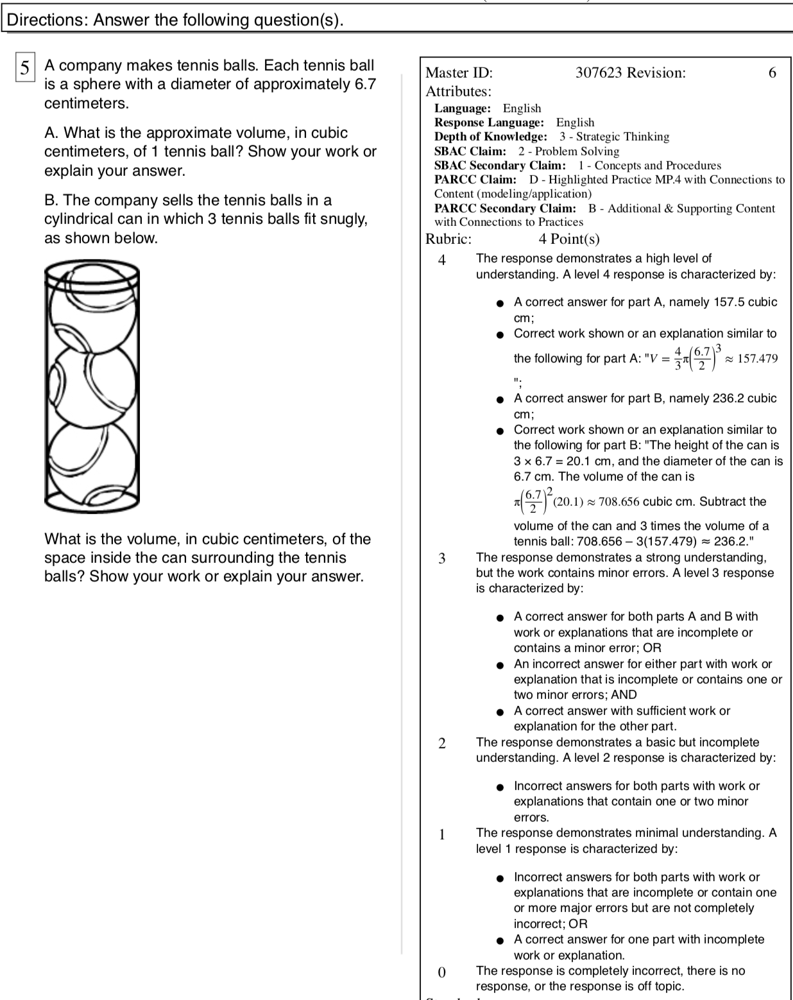 Directions: Answer the following question(s).
5
A company makes tennis balls. Each tennis ball
is a sphere with a diameter of approximately 6.7
centimeters.
A. What is the approximate volume, in cubic
centimeters, of 1 tennis ball? Show your work or
explain your answer.
B. The company sells the tennis balls in a
cylindrical can in which 3 tennis balls fit snugly,
as shown below.
What is the volume, in cubic centimeters, of the
space inside the can surrounding the tennis
balls? Show your work or explain your answer.
Master ID: 307623 Revision: 6
Attributes:
Language: English
Response Language: English
Depth of Knowledge: 3 - Strategic Thinking
SBAC Claim: 2 - Problem Solving
SBAC Secondary Claim: 1 - Concepts and Procedures
PARCC Claim: D - Highlighted Practice MP.4 with Connections to
Content (modeling/application)
PARCC Secondary Claim: B - Additional & Supporting Content
with Connections to Practices
Rubric: 4 Point(s)
4 The response demonstrates a high level of
understanding. A level 4 response is characterized by:
● A correct answer for part A, namely 157.5 cubic
cm;
● Correct work shown or an explanation similar to
the following for part A: "V = 4/3 π(6.7/2)^3 ≈ 157.479
";
● A correct answer for part B, namely 236.2 cubic
cm;
● Correct work shown or an explanation similar to
the following for part B: "The height of the can is
3 × 6.7 = 20.1 cm, and the diameter of the can is
6.7 cm. The volume of the can is
π(6.7/2)^2(20.1) ≈ 708.656 cubic cm. Subtract the
volume of the can and 3 times the volume of a
tennis ball: 708.656 – 3(157.479) ≈ 236.2."
3 The response demonstrates a strong understanding,
but the work contains minor errors. A level 3 response
is characterized by:
● A correct answer for both parts A and B with
work or explanations that are incomplete or
contains a minor error; OR
● An incorrect answer for either part with work or
explanation that is incomplete or contains one or
two minor errors; AND
● A correct answer with sufficient work or
explanation for the other part.
2 The response demonstrates a basic but incomplete
understanding. A level 2 response is characterized by:
● Incorrect answers for both parts with work or
explanations that contain one or two minor
errors.
1 The response demonstrates minimal understanding. A
level 1 response is characterized by:
● Incorrect answers for both parts with work or
explanations that are incomplete or contain one
or more major errors but are not completely
incorrect; OR
● A correct answer for one part with incomplete
work or explanation.
0 The response is completely incorrect, there is no
response, or the response is off topic.